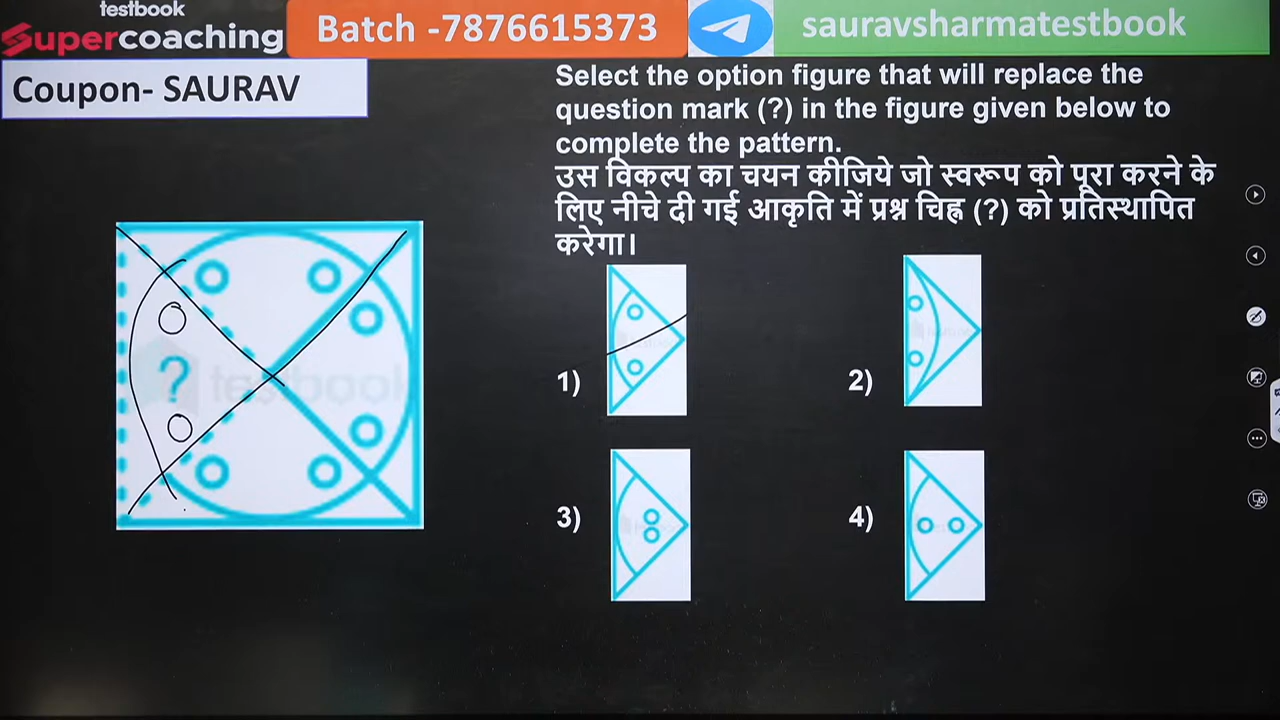 testbook
Supercoaching
Batch -7876615373
sauravsharmatestbook
Coupon- SAURAV
Select the option figure that will replace the
question mark (?) in the figure given below to
complete the pattern.
उस विकल्प का चयन कीजिये जो स्वरूप को पूरा करने के
लिए नीचे दी गई आकृति में प्रश्न चिह्न (?) को प्रतिस्थापित
करेगा।
?
testbook
1)
2)
3)
4)